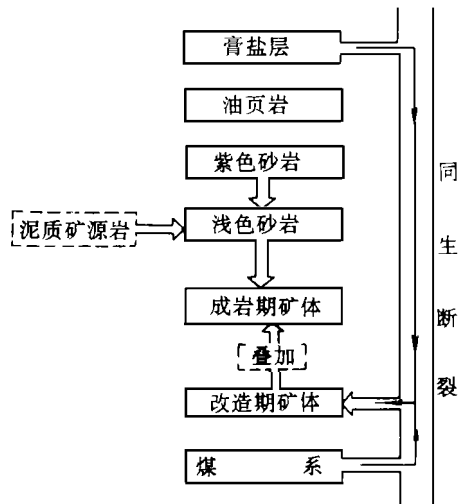 膏盐层
油页岩
紫色砂岩
泥质矿源岩
浅色砂岩
成岩期矿体
叠加
改造期矿体
煤 系
同生断裂